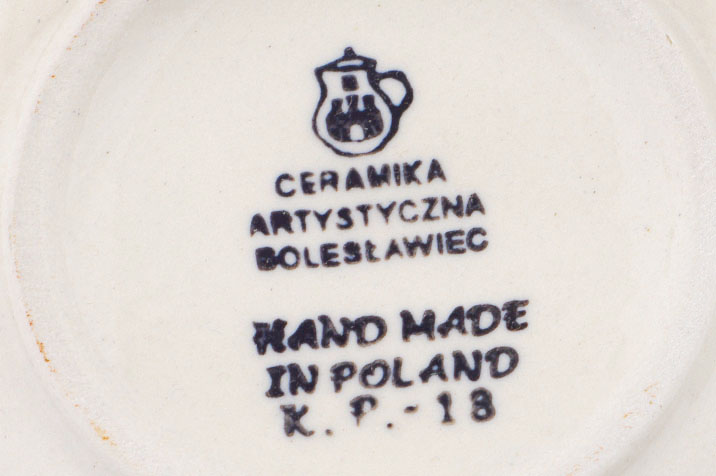 CERAMIKA
ARTYSTYCZNA
BOLESŁAWIEC
HAND MADE
IN POLAND
K. P. - 18